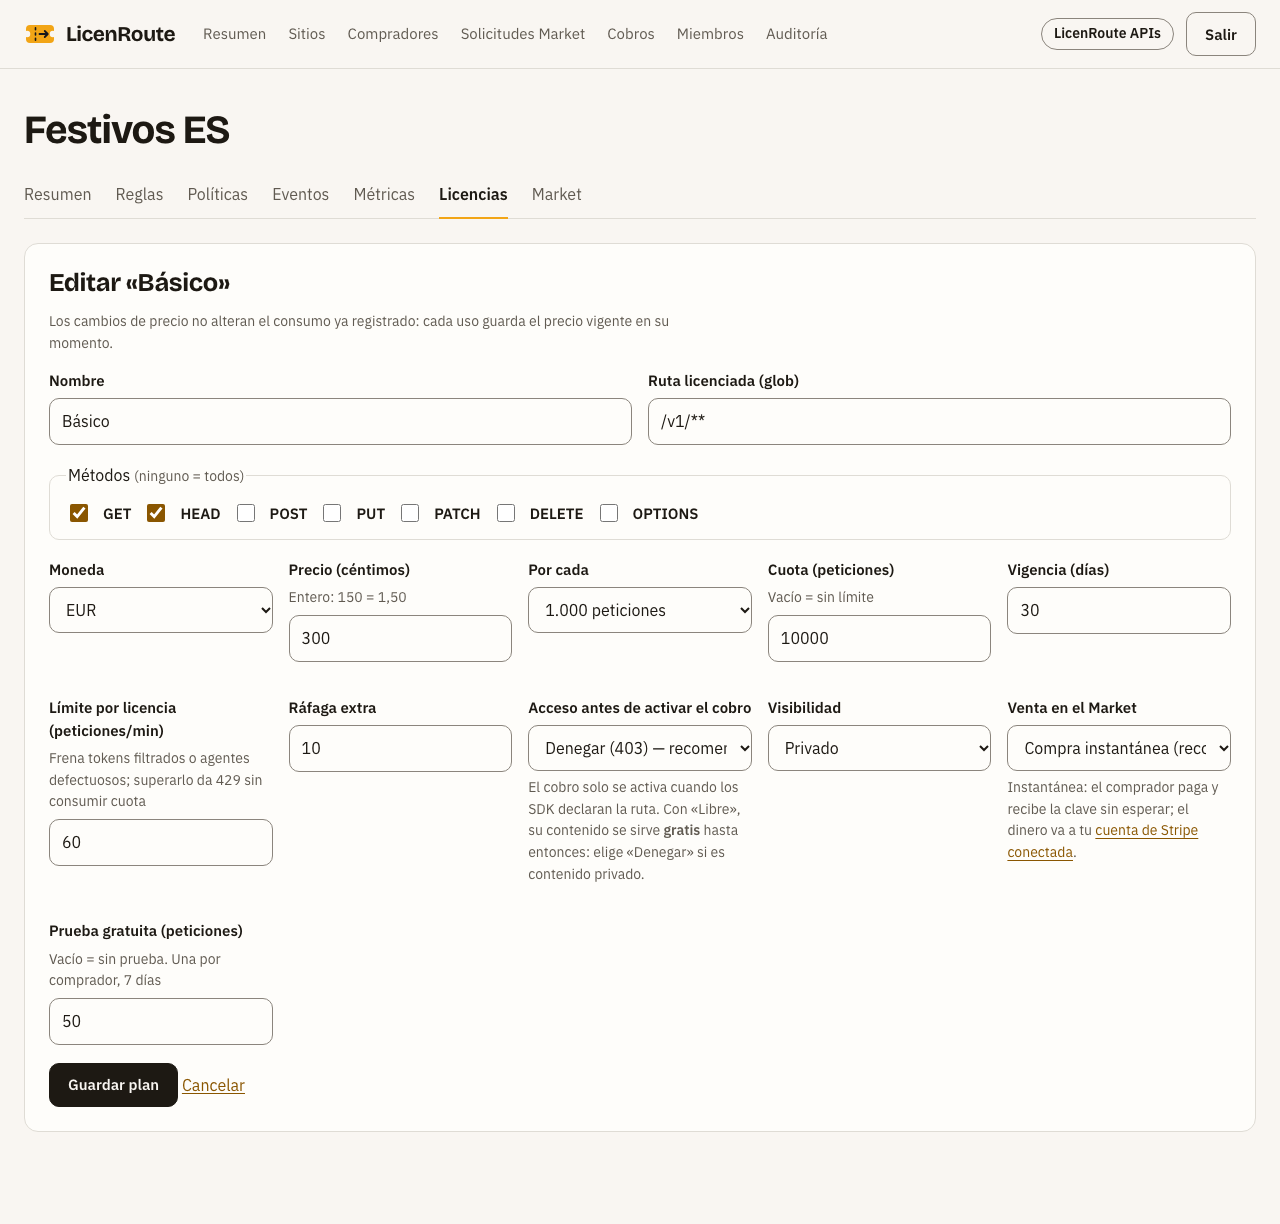 LicenRoute
Resumen
Sitios
Compradores
Solicitudes Market
Cobros
Miembros
Auditoría
LicenRoute APIs
Salir
Festivos ES
Resumen
Reglas
Políticas
Eventos
Métricas
Licencias
Market
Editar «Básico»
Los cambios de precio no alteran el consumo ya registrado: cada uso guarda el precio vigente en su
momento.
Nombre
Básico
Ruta licenciada (glob)
/v1/**
Métodos (ninguno = todos)
GET
HEAD
POST
PUT
PATCH
DELETE
OPTIONS
Moneda
EUR
Precio (céntimos)
Entero: 150 = 1,50
300
Por cada
1.000 peticiones
Cuota (peticiones)
Vacío = sin límite
10000
Vigencia (días)
30
Límite por licencia
(peticiones/min)
Frena tokens filtrados o agentes
defectuosos; superarlo da 429 sin
consumir cuota
60
Ráfaga extra
10
Acceso antes de activar el cobro
Denegar (403) — recomer
El cobro solo se activa cuando los
SDK declaran la ruta. Con «Libre»,
su contenido se sirve gratis hasta
entonces: elige «Denegar» si es
contenido privado.
Visibilidad
Privado
Venta en el Market
Compra instantánea (recc
Instantánea: el comprador paga y
recibe la clave sin esperar; el
dinero va a tu cuenta de Stripe
conectada.
Prueba gratuita (peticiones)
Vacío = sin prueba. Una por
comprador, 7 días
50
Guardar plan
Cancelar